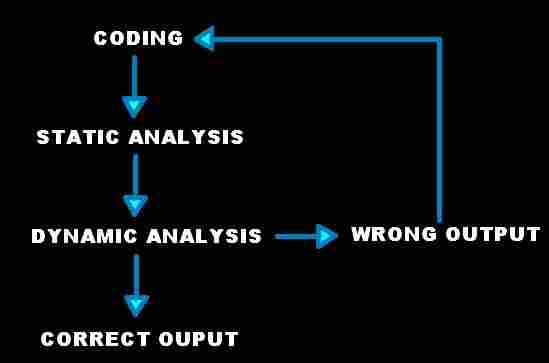 CODING
STATIC ANALYSIS
DYNAMIC ANALYSIS
WRONG OUTPUT
CORRECT OUPUT